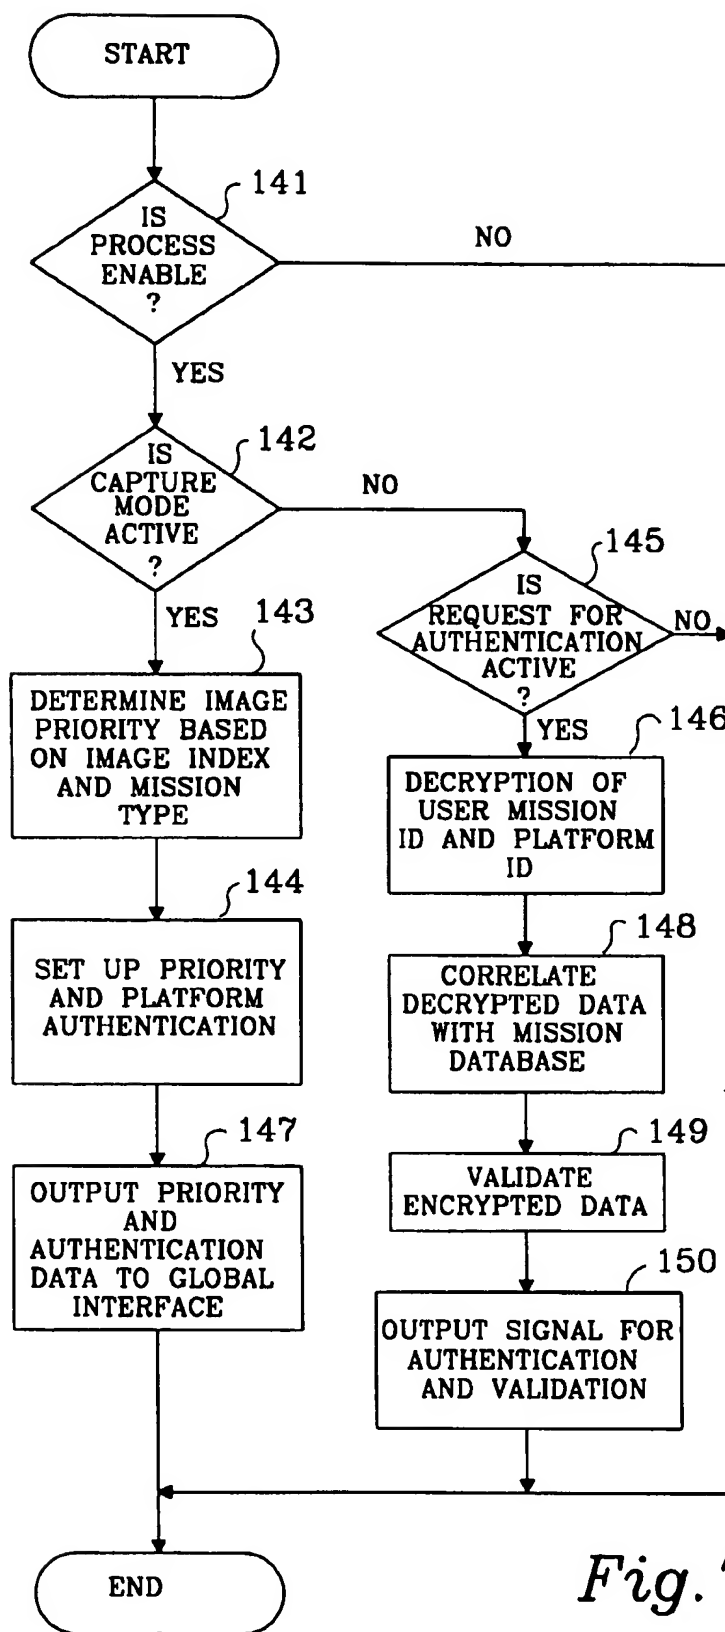 START
141
IS
PROCESS
ENABLE
?
NO
YES
142
IS
CAPTURE
MODE
ACTIVE
?
NO
YES
145
IS
REQUEST FOR
AUTHENTICATION
ACTIVE
?
NO
YES
143
DETERMINE IMAGE
PRIORITY BASED
ON IMAGE INDEX
AND MISSION
TYPE
146
DECRYPTION OF
USER MISSION
ID AND PLATFORM
ID
144
SET UP PRIORITY
AND PLATFORM
AUTHENTICATION
148
CORRELATE
DECRYPTED DATA
WITH MISSION
DATABASE
147
OUTPUT PRIORITY
AND
AUTHENTICATION
DATA TO GLOBAL
INTERFACE
149
VALIDATE
ENCRYPTED DATA
150
OUTPUT SIGNAL FOR
AUTHENTICATION
AND VALIDATION
END
Fig.